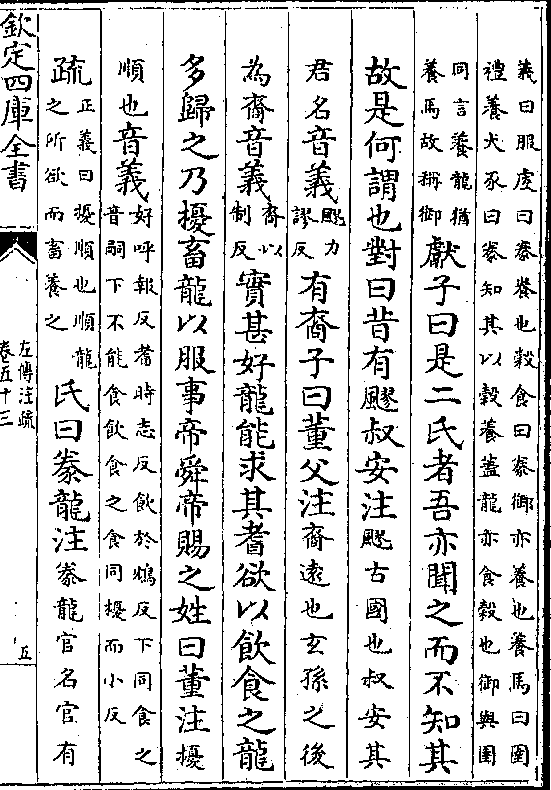 義曰服虔曰豢養也穀食曰豢御亦養也養馬曰圉
禮養犬豕曰豢知其以穀養蓋龍亦食穀也御與圉
同言養龍猶養馬故稱御
獻子曰是二氏者吾亦聞之而不知其
故是何謂也對曰昔有飂叔安注飂古國也叔安其
君名音義飂力謬反有裔子曰董父注裔遠也玄孫之後
為裔音義裔以制反實甚好龍能求其耆欲以飲食之龍
多歸之乃擾畜龍以服事帝舜帝賜之姓曰董注擾
順也音義好呼報反耆時志反飲於鴆反下同食之
音嗣下不能食飲食之食同擾而小反
疏正義曰擾順也順龍之所欲而畜養之氏曰豢龍注豢龍官名官有
欽定四庫全書
左傳注疏
卷五十三
五